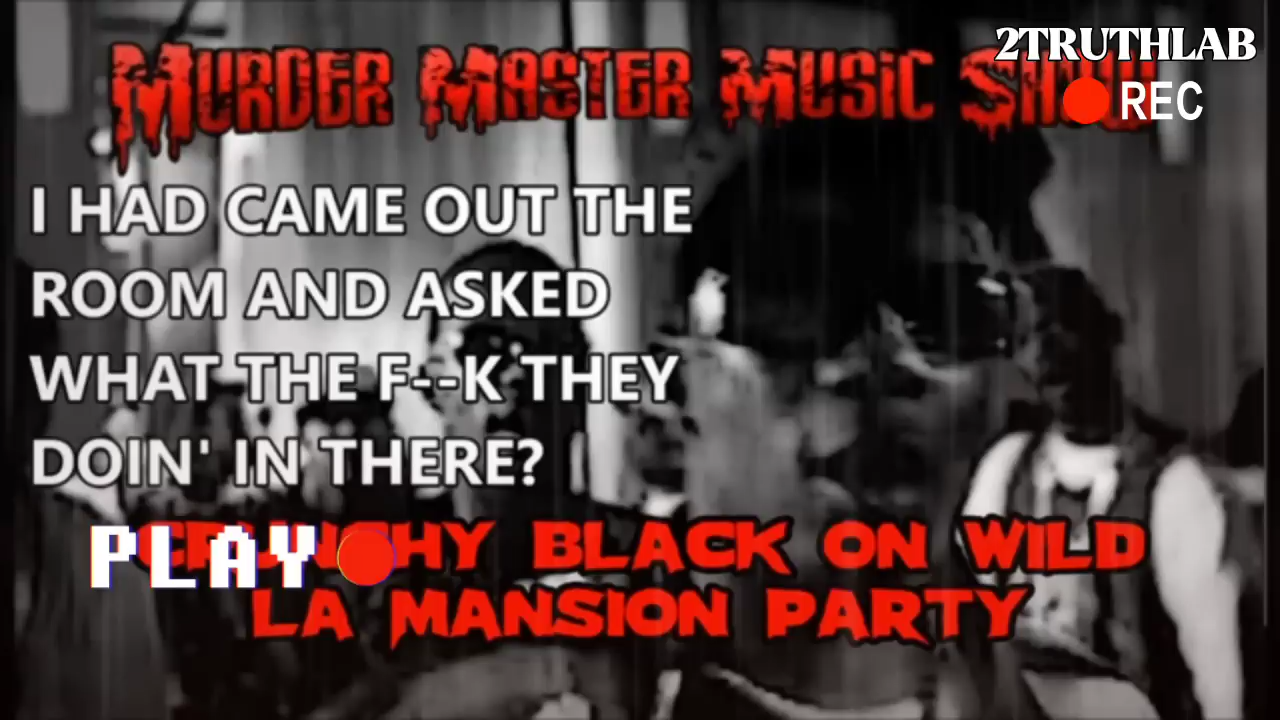 2TRUTHLAB
MURDER MASTER MUSIC SHOW
REC
I HAD CAME OUT THE
ROOM AND ASKED
WHAT THE F--K THEY
DOIN' IN THERE?
CRUNCHY BLACK ON WILD
PLAY
LA MANSION PARTY